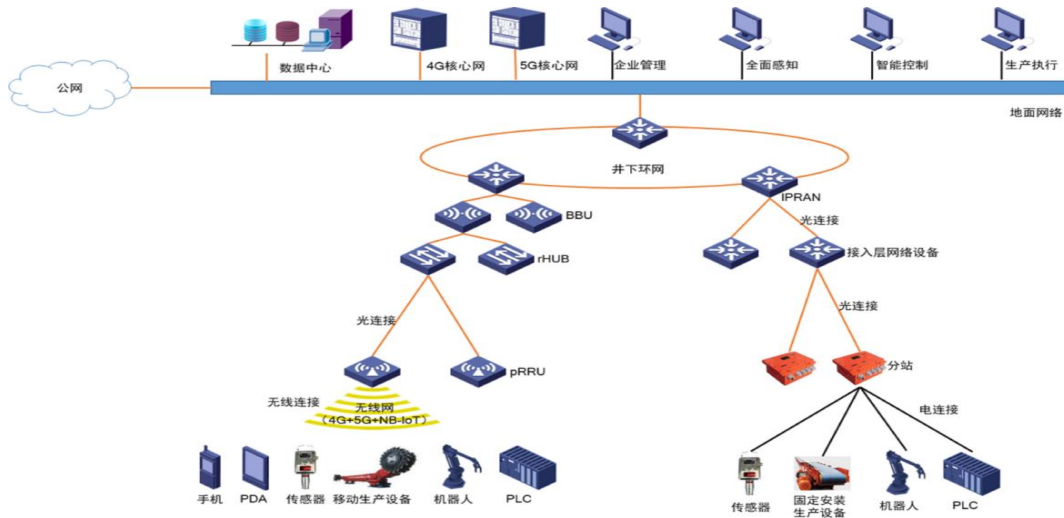 数据中心
4G核心网
5G核心网
企业管理
全面感知
智能控制
生产执行
公网
地面网络
井下环网
IPRAN
BBU
光连接
rHUB
接入层网络设备
光连接
光连接
pRRU
分站
无线连接
无线网
（4G+5G+NB-IoT）
电连接
手机
PDA
传感器
移动生产设备
机器人
PLC
传感器
固定安装
生产设备
机器人
PLC